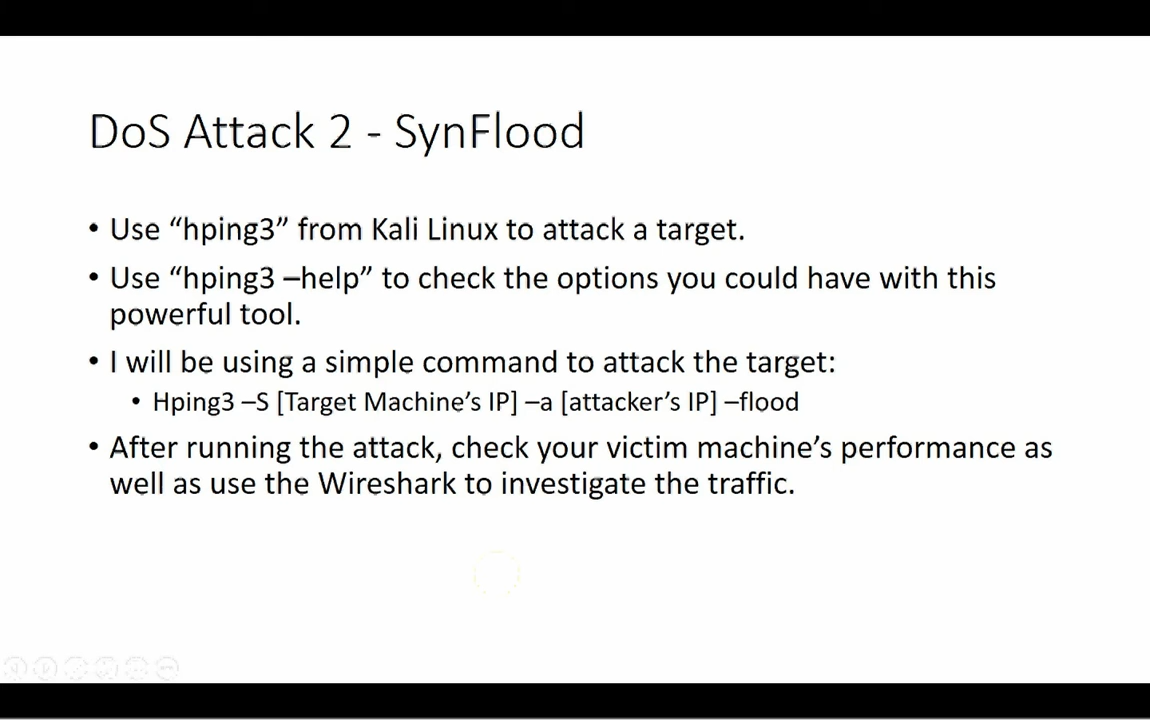 DoS Attack 2 - SynFlood
• Use “hping3” from Kali Linux to attack a target.
• Use “hping3 –help” to check the options you could have with this
powerful tool.
• I will be using a simple command to attack the target:
• Hping3 –S [Target Machine’s IP] –a [attacker’s IP] –flood
• After running the attack, check your victim machine’s performance as
well as use the Wireshark to investigate the traffic.